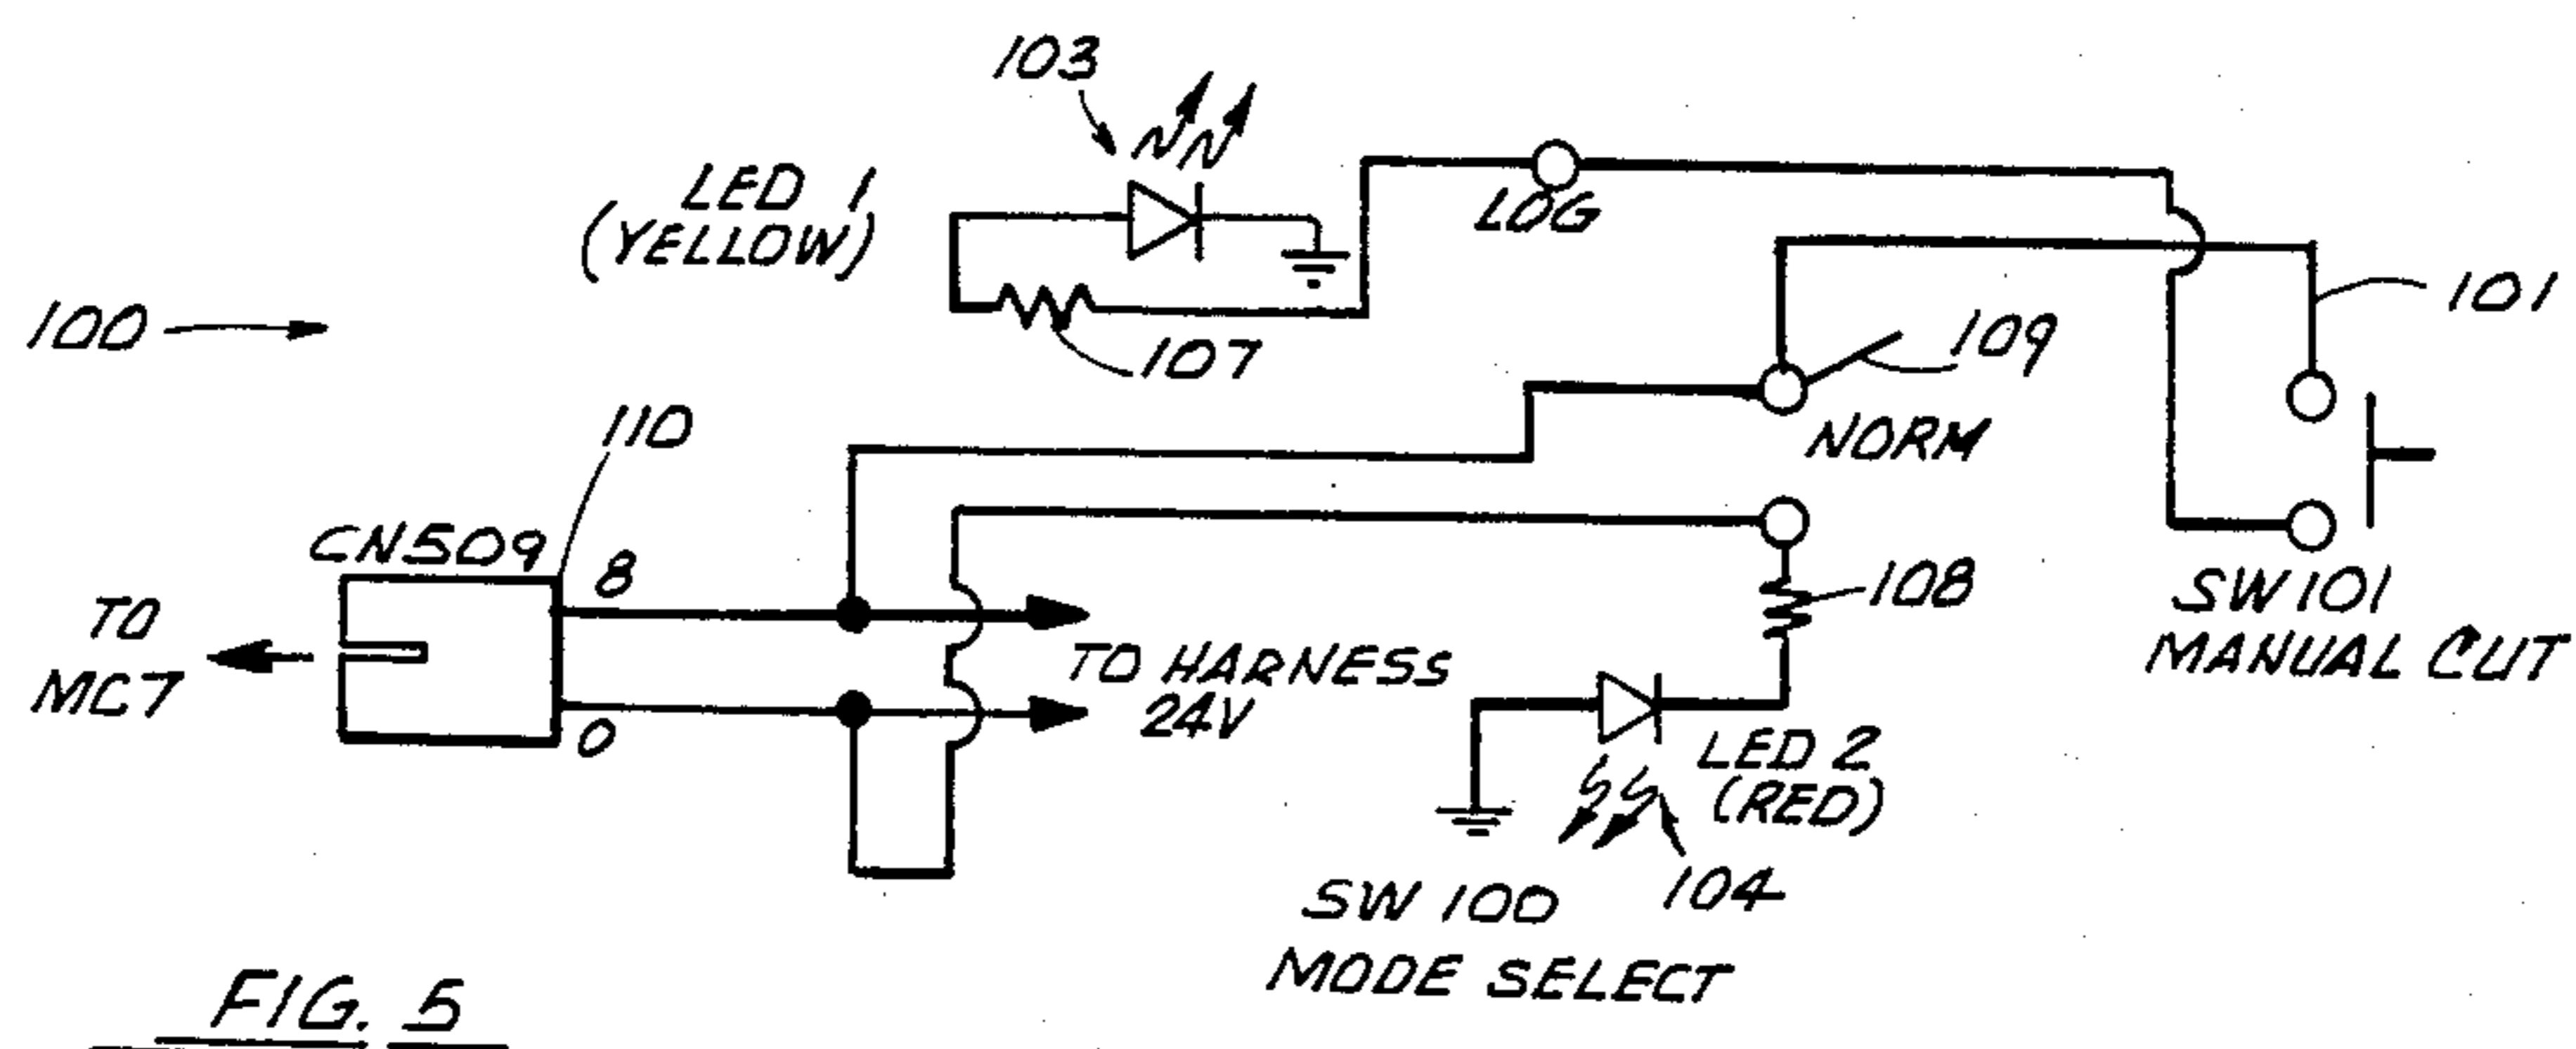 103
LED 1
(YELLOW)
LOG
101
100
107
109
NORM
110
CN509
8
TO
MC7
0
TO HARNESS
24V
108
SW101
MANUAL CUT
LED 2
(RED)
104
SW 100
MODE SELECT
FIG. 5